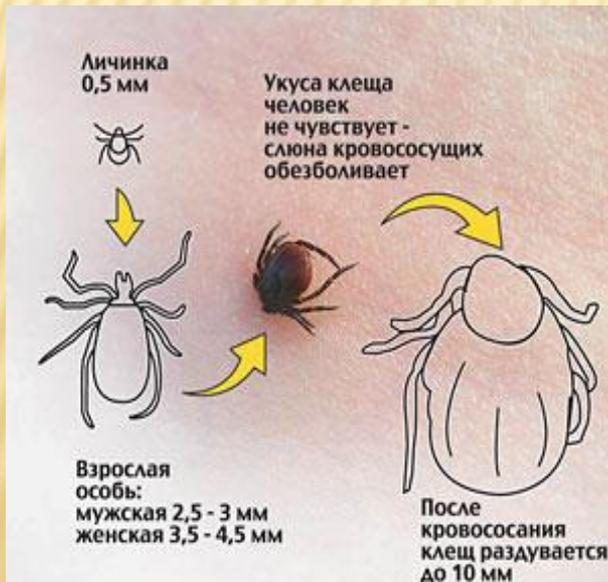 Личинка
0,5 мм
Укуса клеща
человек
не чувствует -
слюна кровососущих
обезболивает
Взрослая
особь:
мужская 2,5 - 3 мм
женская 3,5 - 4,5 мм
После
кровососания
клещ раздувается
до 10 мм